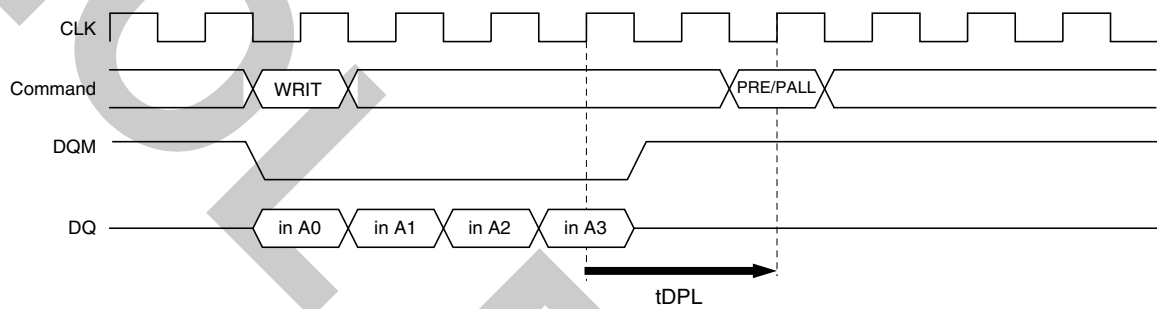 CLK
Command WRIT PRE/PALL
DQM
DQ in A0 in A1 in A2 in A3
tDPL